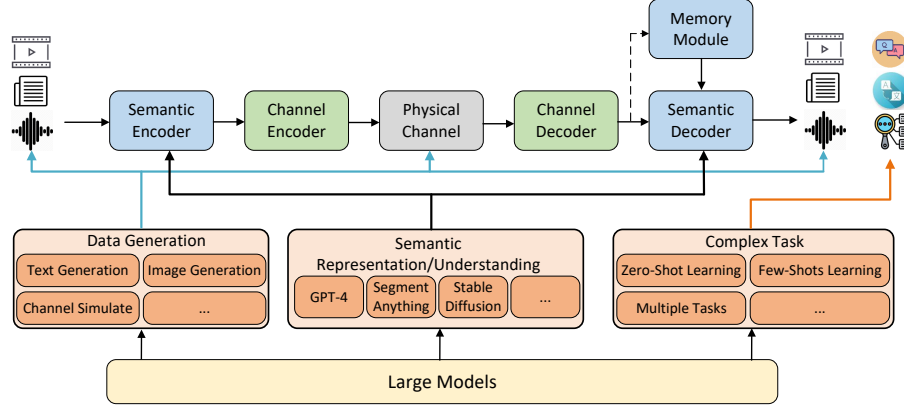 Memory
Module
Semantic
Encoder
Channel
Encoder
Physical
Channel
Channel
Decoder
Semantic
Decoder
Data Generation
Text Generation
Image Generation
Channel Simulate
...
Semantic
Representation/Understanding
GPT-4
Segment
Anything
Stable
Diffusion
...
Complex Task
Zero-Shot Learning
Few-Shots Learning
Multiple Tasks
...
Large Models